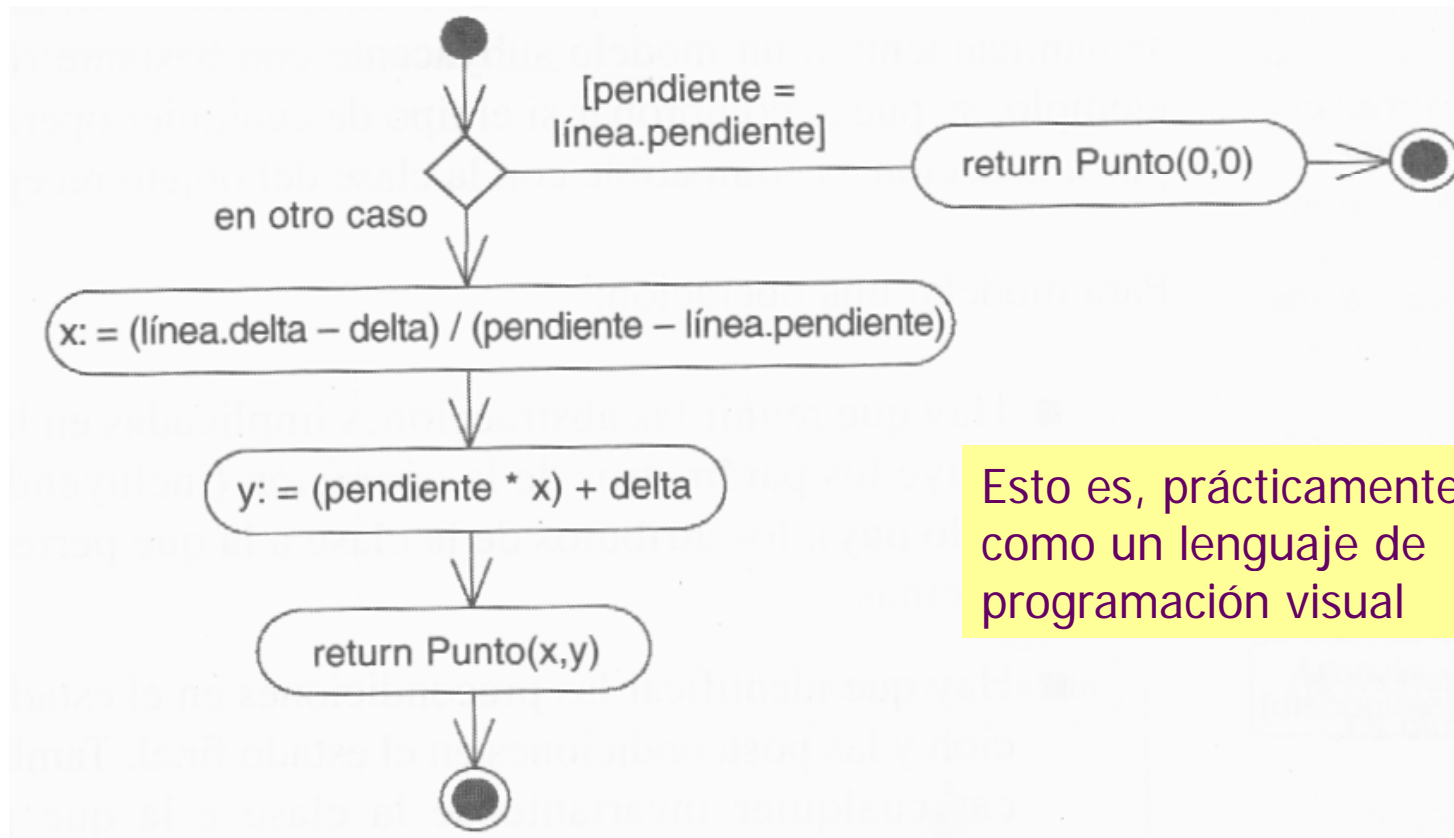 [pendiente =
línea.pendiente]
return Punto(0,0)
en otro caso
x: = (línea.delta – delta) / (pendiente – línea.pendiente)
y: = (pendiente * x) + delta
Esto es, prácticamente
como un lenguaje de
programación visual
return Punto(x,y)